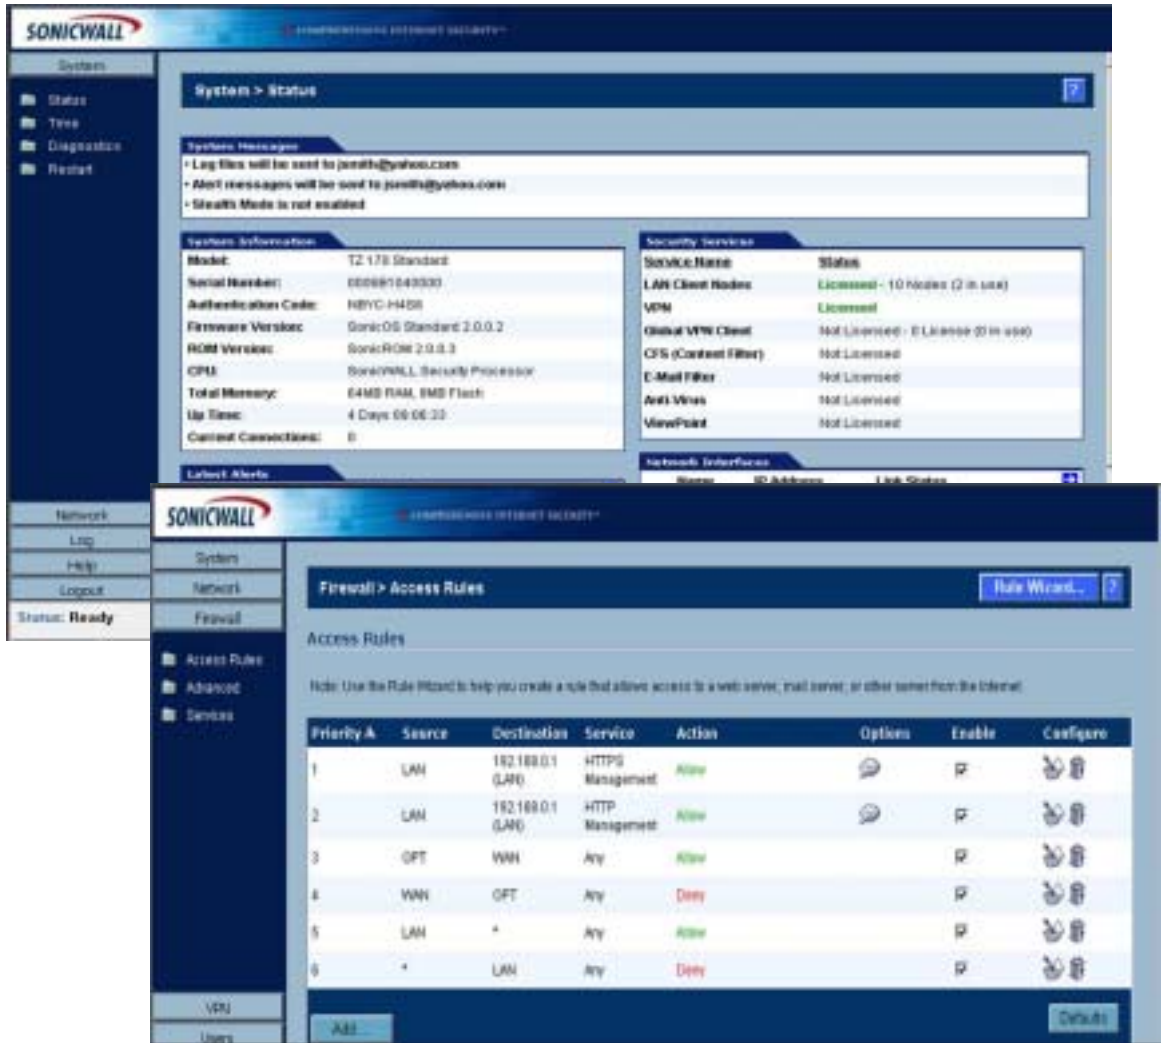 SONICWALL
COMPREHENSIVE INTERNET SECURITY™
System
Status
Time
Diagnostics
Restart
System > Status
?
System Messages
• Log files will be sent to jsmith@yahoo.com
• Alert messages will be sent to jsmith@yahoo.com
• Stealth Mode is not enabled
System Information
Model: TZ 170 Standard
Serial Number:
Authentication Code:
Firmware Version: SonicOS Standard 2.0.0.2
ROM Version: SonicROM 2.0.0.3
CPU: SonicWALL Security Processor
Total Memory: 64MB RAM, 8MB Flash
Up Time: 4 Days
Current Connections: 0
Latest Alerts
Security Services
Service Name Status
LAN Client Nodes Licensed - 10 Nodes (2 in use)
VPN Licensed
Global VPN Client Not Licensed - 0 License (0 in use)
CFS (Content Filter) Not Licensed
E-Mail Filter Not Licensed
Anti-Virus Not Licensed
ViewPoint Not Licensed
Network Interfaces
Name IP Address Link Status
Network
Log
Help
Logout
Status: Ready
SONICWALL
COMPREHENSIVE INTERNET SECURITY™
System
Network
Firewall
Access Rules
Advanced
Services
VPN
Users
Firewall > Access Rules
Rule Wizard... ?
Access Rules
Note: Use the Rule Wizard to help you create a rule that allows access to a web server, mail server, or other server from the Internet.
Priority Source Destination Service Action Options Enable Configure
1 LAN 192.168.0.1 (LAN) HTTPS Management Allow
2 LAN 192.168.0.1 (LAN) HTTP Management Allow
3 OPT WAN Any Allow
4 WAN OPT Any Deny
5 LAN * Any Allow
6 * LAN Any Deny
Add...
Defaults